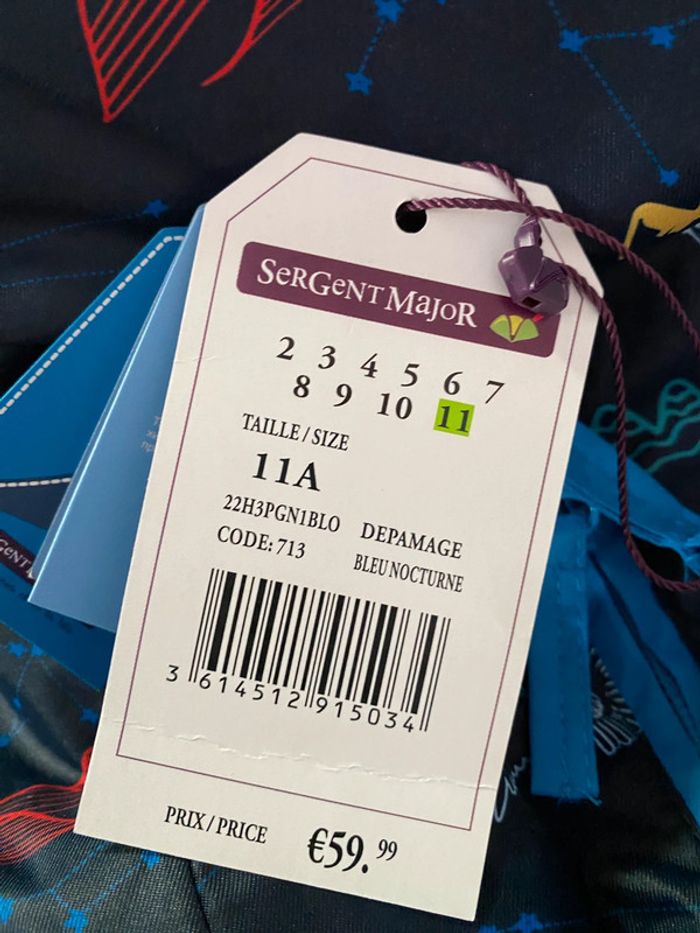 SeRGeNT MaJoR
2 3 4 5 6 7
8 9 10 11
TAILLE / SIZE
11A
22H3PGN1BLO DEPAMAGE
CODE: 713 BLEU NOCTURNE
3 614512 915034
PRIX / PRICE €59.99